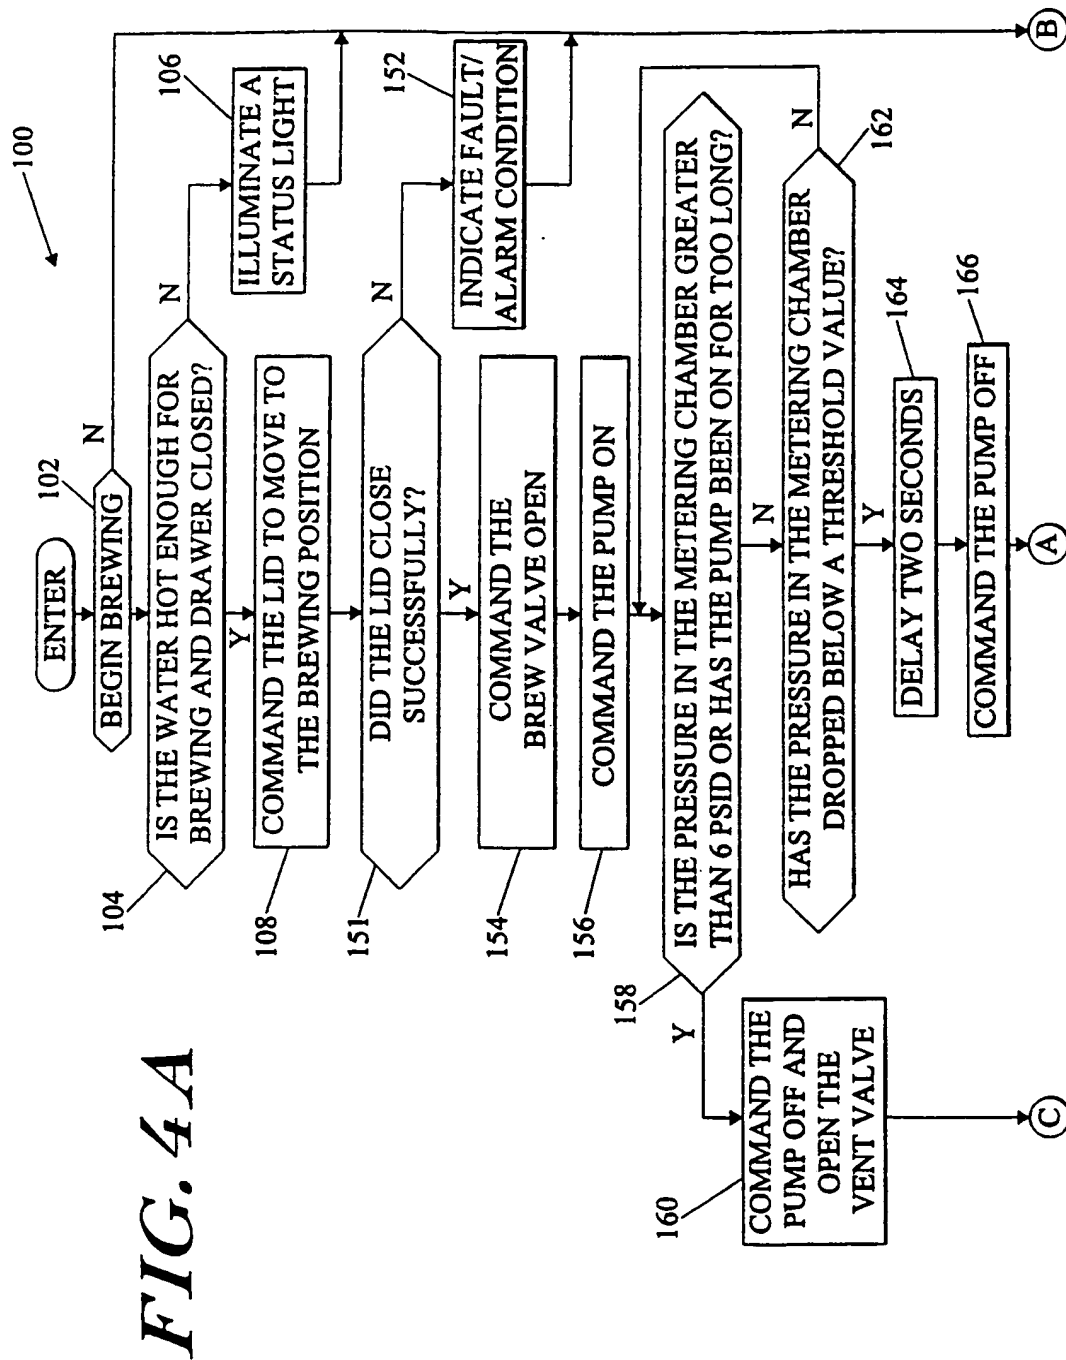 100
ENTER
102
BEGIN BREWING
N
104
IS THE WATER HOT ENOUGH FOR
BREWING AND DRAWER CLOSED?
N
106
ILLUMINATE A
STATUS LIGHT
Y
108
COMMAND THE LID TO MOVE TO
THE BREWING POSITION
151
DID THE LID CLOSE
SUCCESSFULLY?
N
152
INDICATE FAULT/
ALARM CONDITION
Y
154
COMMAND THE
BREW VALVE OPEN
156
COMMAND THE PUMP ON
158
IS THE PRESSURE IN THE METERING CHAMBER GREATER
THAN 6 PSID OR HAS THE PUMP BEEN ON FOR TOO LONG?
Y
160
COMMAND THE
PUMP OFF AND
OPEN THE
VENT VALVE
N
162
HAS THE PRESSURE IN THE METERING CHAMBER
DROPPED BELOW A THRESHOLD VALUE?
N
Y
164
DELAY TWO SECONDS
166
COMMAND THE PUMP OFF
C
A
B
FIG. 4A